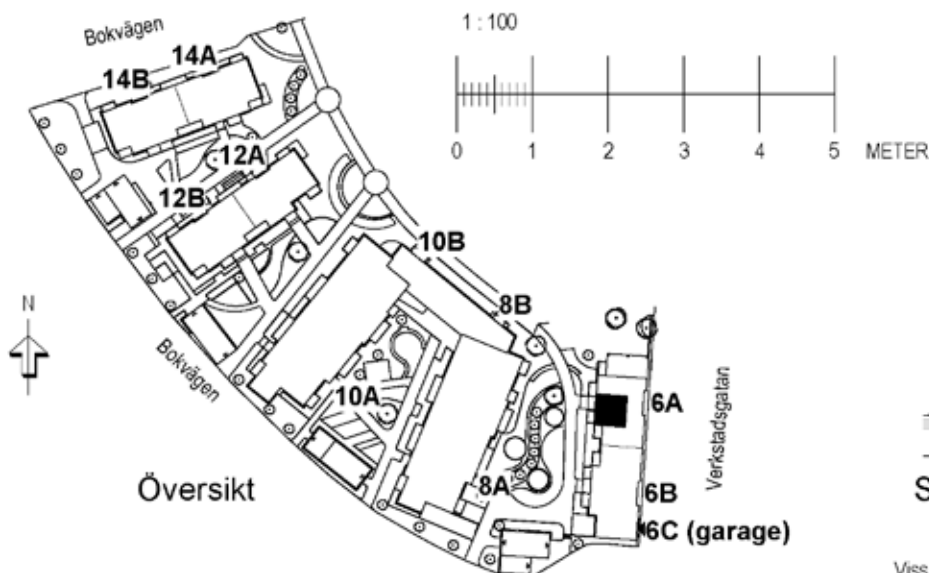 Bokvägen
14A
14B
1 : 100
0 1 2 3 4 5 METER
12A
12B
10B
8B
N
Bokvägen
10A
6A
Verkstadsgatan
Översikt
8A
6B
S
6C (garage)
Viss